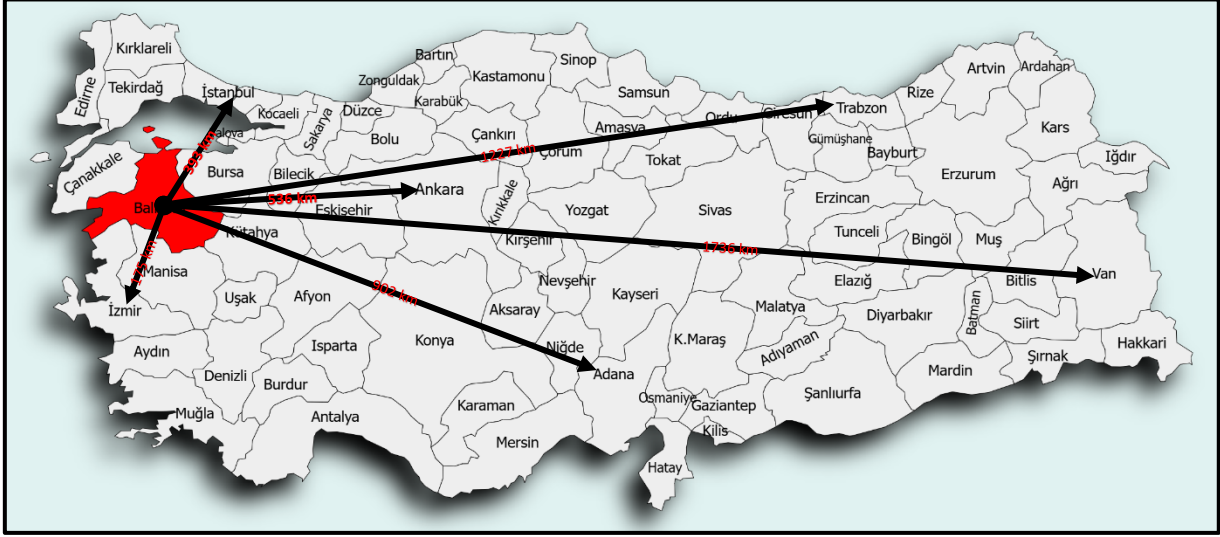 Kırklareli
Edirne
Tekirdağ
İstanbul
Kocaeli
Sakarya
Düzce
Zonguldak
Bartın
Karabük
Kastamonu
Sinop
Samsun
Bolu
Çankırı
Çorum
Amasya
Ordu
Giresun
Trabzon
Rize
Artvin
Ardahan
Kars
Iğdır
Ağrı
Gümüşhane
Bayburt
Erzurum
Erzincan
Tokat
Sivas
Yozgat
Kırıkkale
Ankara
Kırşehir
Eskişehir
Bilecik
Bursa
Çanakkale
Kütahya
Manisa
İzmir
Uşak
Afyon
Aydın
Denizli
Muğla
Burdur
Isparta
Antalya
Konya
Karaman
Mersin
Aksaray
Niğde
Nevşehir
Kayseri
Adana
Osmaniye
Hatay
Kilis
Gaziantep
K.Maraş
Adıyaman
Malatya
Şanlıurfa
Elazığ
Tunceli
Bingöl
Muş
Bitlis
Van
Diyarbakır
Batman
Siirt
Mardin
Şırnak
Hakkari
1227 km
536 km
1736 km
902 km